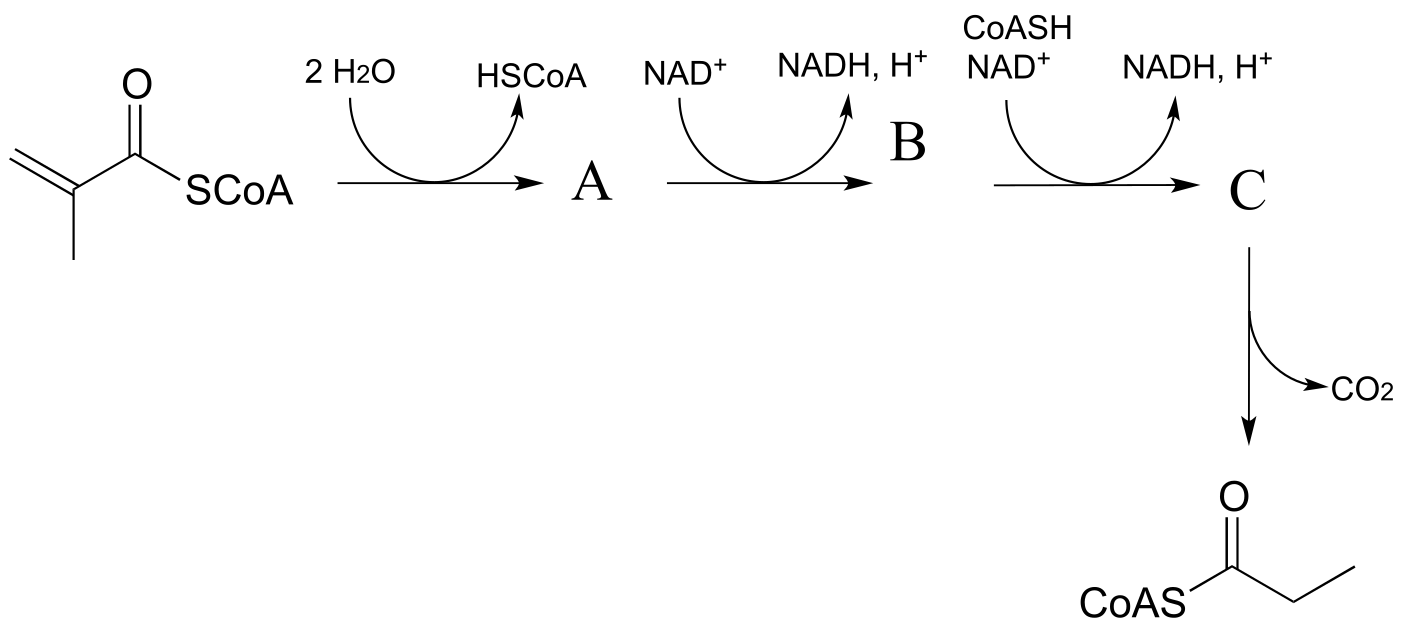 O
SCoA
2 H2O
HSCoA
A
NAD+
NADH, H+
B
CoASH
NAD+
NADH, H+
C
CO2
O
CoAS